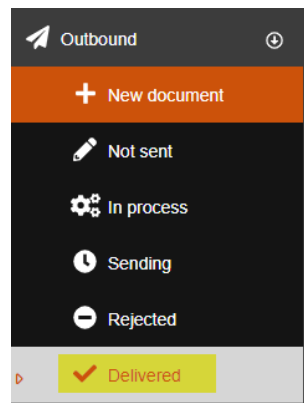 Outbound
New document
Not sent
In process
Sending
Rejected
Delivered